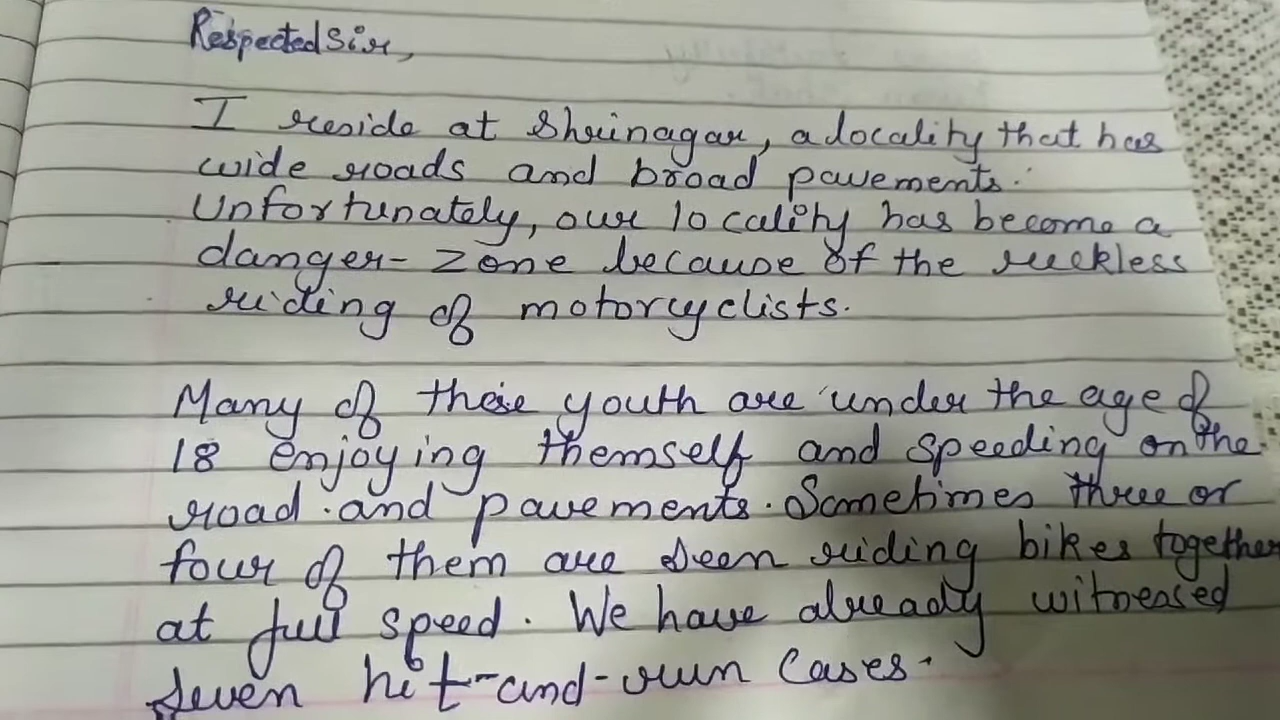 Respected Sir,
I reside at Shrinagar, a locality that has
wide roads and broad pavements.
Unfortunately, our locality has become a
danger-zone because of the reckless
riding of motorcyclists.
Many of these youth are under the age of
18 enjoying themself and speeding on the
road and pavements. Sometimes three or
four of them are seen riding bikes together
at full speed. We have already witnessed
seven hit-and-run cases.